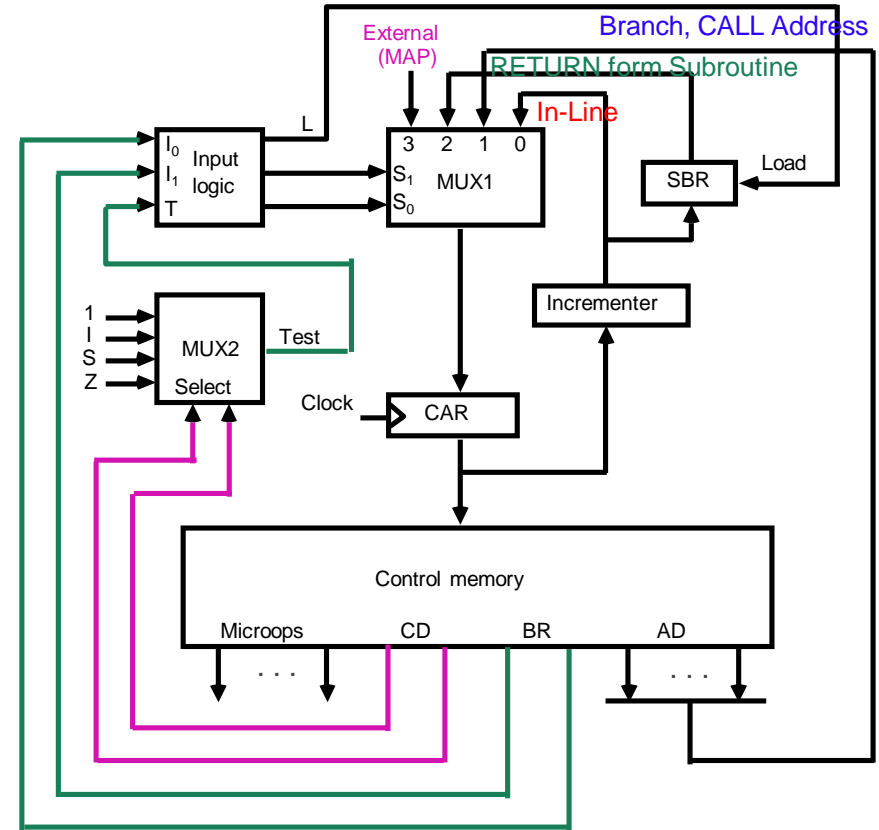 Branch, CALL Address
External
(MAP)
RETURN form Subroutine
In-Line
L
3 2 1 0
I0
Input
logic
I1
T
S1
MUX1
S0
SBR
Load
Incrementer
1
I
S
Z
MUX2
Select
Test
Clock
CAR
Control memory
Microops CD BR AD
. . . . . .